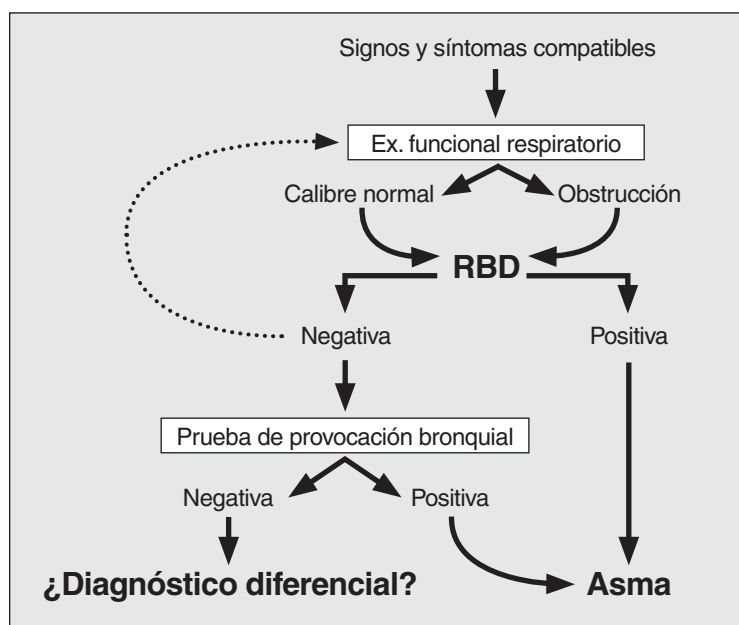 Signos y síntomas compatibles
Ex. funcional respiratorio
Calibre normal
Obstrucción
RBD
Negativa
Positiva
Prueba de provocación bronquial
Negativa
Positiva
¿Diagnóstico diferencial?
Asma